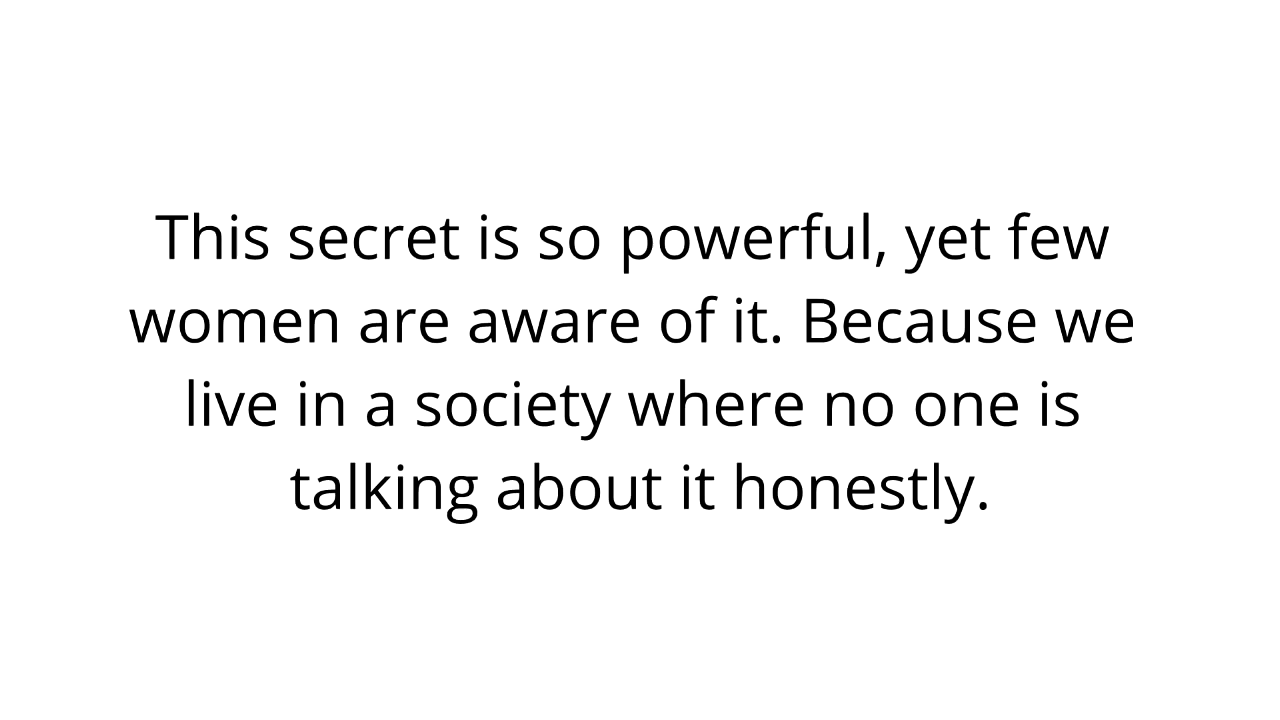 This secret is so powerful, yet few
women are aware of it. Because we
live in a society where no one is
talking about it honestly.